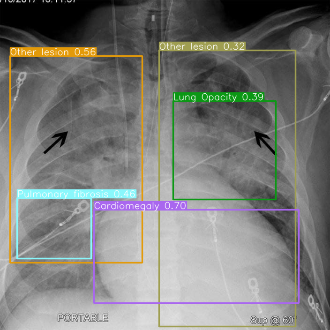 Other lesion 0.56
Other lesion 0.32
Lung Opacity 0.39
Pulmonary fibrosis 0.46
Cardiomegaly 0.70
PORTABLE